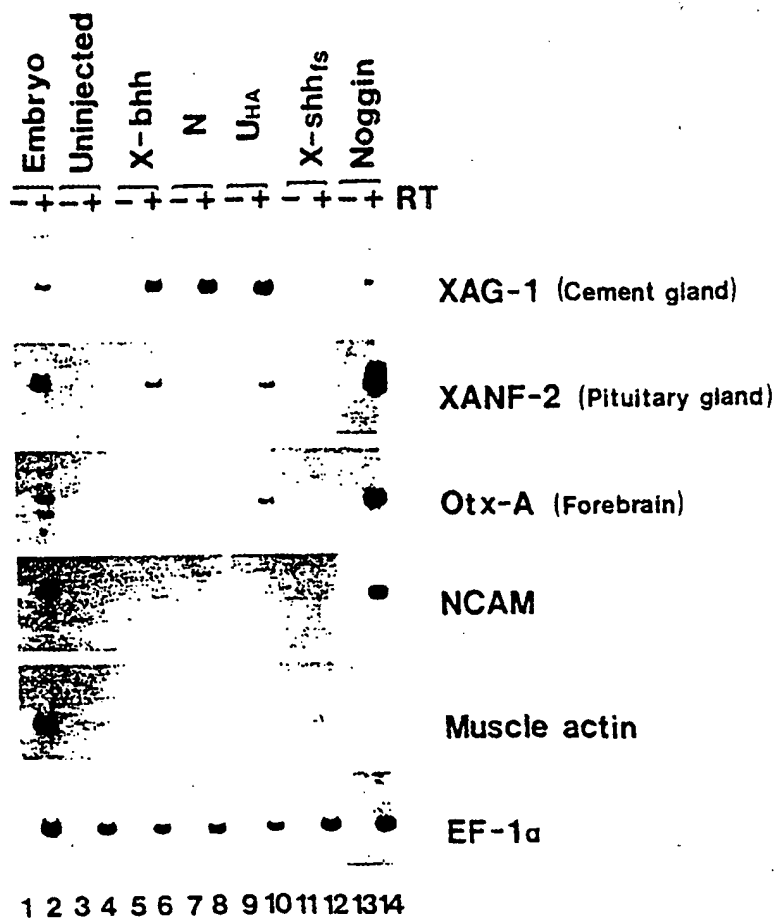 Embryo
Uninjected
X-bhh
N
UHA
X-shhfs
Noggin
-+ -+ -+ -+ -+ -+ -+ RT
XAG-1 (Cement gland)
XANF-2 (Pituitary gland)
Otx-A (Forebrain)
NCAM
Muscle actin
EF-1α
1 2 3 4 5 6 7 8 9 10 11 12 13 14